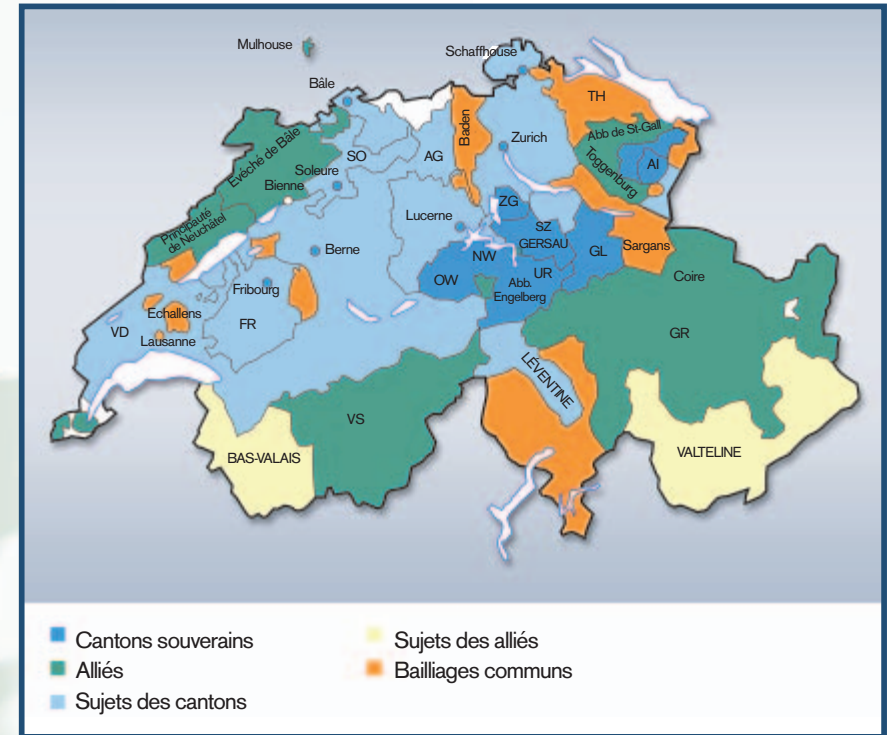 Mulhouse
Schaffhouse
Bâle
TH
Baden
Zurich
Abb de St-Gall
AI
Toggenburg
Evéché de Bâle
SO
AG
Soleure
Bienne
Principauté
de Neuchâtel
Lucerne
ZG
SZ
GERSAU
GL
Sargans
Berne
NW
OW
UR
Abb.
Engelberg
Coire
Fribourg
Echallens
VD
FR
Lausanne
GR
LÉVENTINE
VS
BAS-VALAIS
VALTELINE
Cantons souverains
Alliés
Sujets des cantons
Sujets des alliés
Bailliages communs